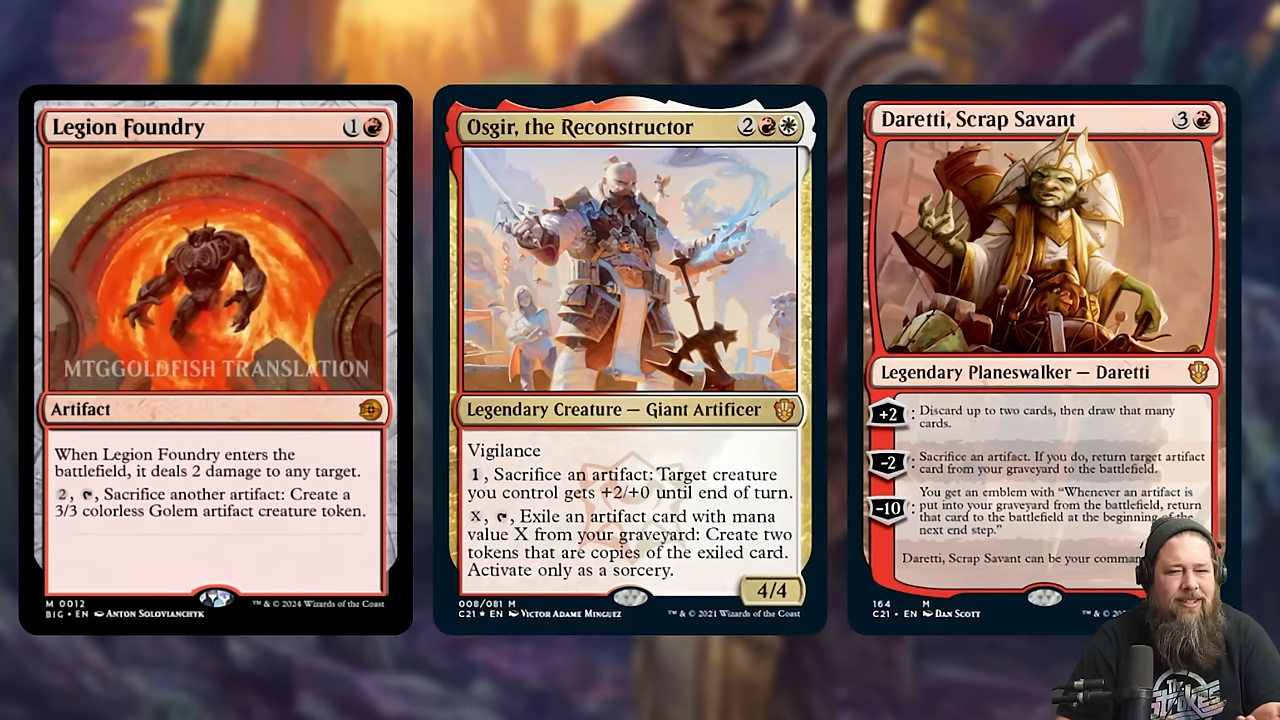 Legion Foundry 1
MTGGOLDFISH TRANSLATION
Artifact
When Legion Foundry enters the
battlefield, it deals 2 damage to any target.
2, , Sacrifice another artifact: Create a
3/3 colorless Golem artifact creature token.
M 0012
BIG • EN ANTON SOLOVIANCHYK
™ & © 2024 Wizards of the Coast
Osgir, the Reconstructor 2
Legendary Creature — Giant Artificer
Vigilance
1, Sacrifice an artifact: Target creature
you control gets +2/+0 until end of turn.
X, , Exile an artifact card with mana
value X from your graveyard: Create two
tokens that are copies of the exiled card.
Activate only as a sorcery.
4/4
008/081 M
C21 ★ EN VICTOR ADAME MINGUEZ
™ & © 2021 Wizards of the Coast
Daretti, Scrap Savant 3
Legendary Planeswalker — Daretti
+2: Discard up to two cards, then draw that many
cards.
-2: Sacrifice an artifact. If you do, return target artifact
card from your graveyard to the battlefield.
-10: You get an emblem with “Whenever an artifact is
put into your graveyard from the battlefield, return
that card to the battlefield at the beginning of the
next end step.”
Daretti, Scrap Savant can be your
164 M
C21 • EN DAN SCOTT
™ & ©